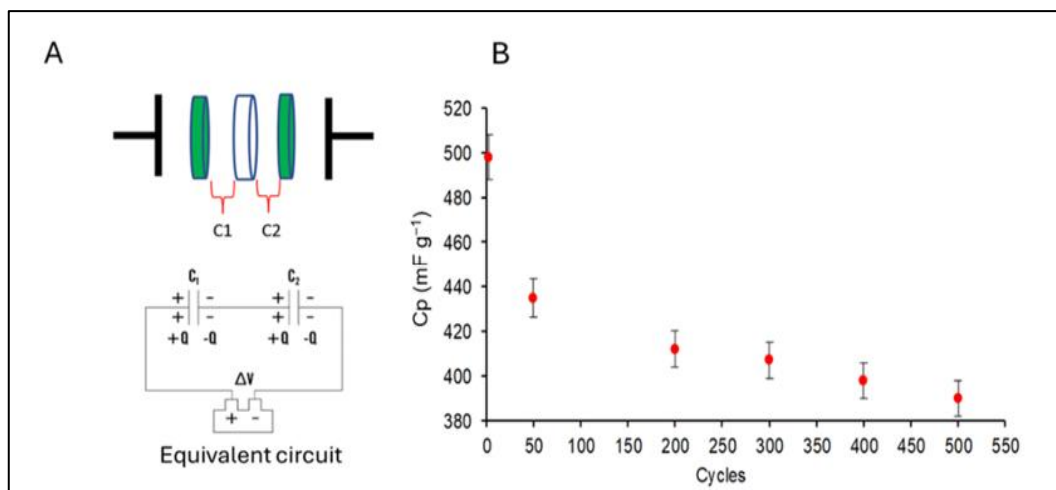 A
C1 C2
C₁ C₂
+ - + -
+ - + -
+Q -Q +Q -Q
ΔV
+ -
Equivalent circuit
B
520
500
480
460
440
420
400
380
Cp (mF g⁻¹)
0 50 100 150 200 250 300 350 400 450 500 550
Cycles